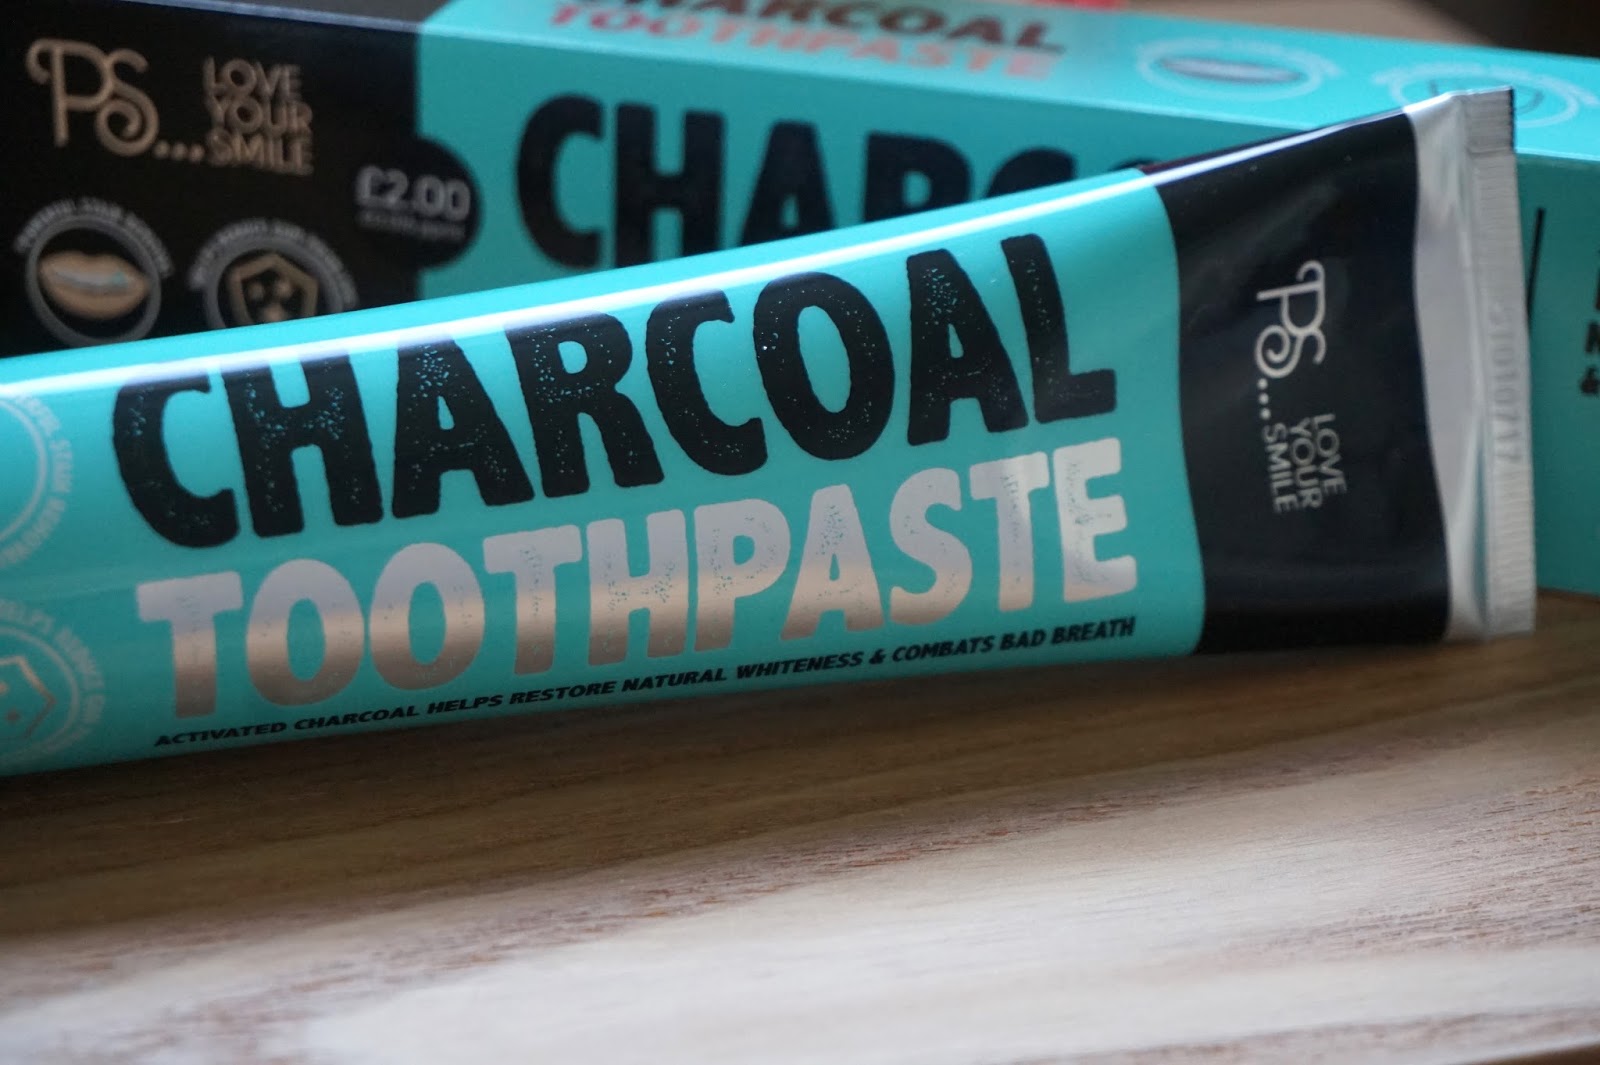 CHARCOAL
TOOTHPASTE
PS...
LOVE
YOUR
SMILE
£2.00
CHARCO
CHARCOAL
TOOTHPASTE
ACTIVATED CHARCOAL HELPS RESTORE NATURAL WHITENESS & COMBATS BAD BREATH
PS...
LOVE
YOUR
SMILE